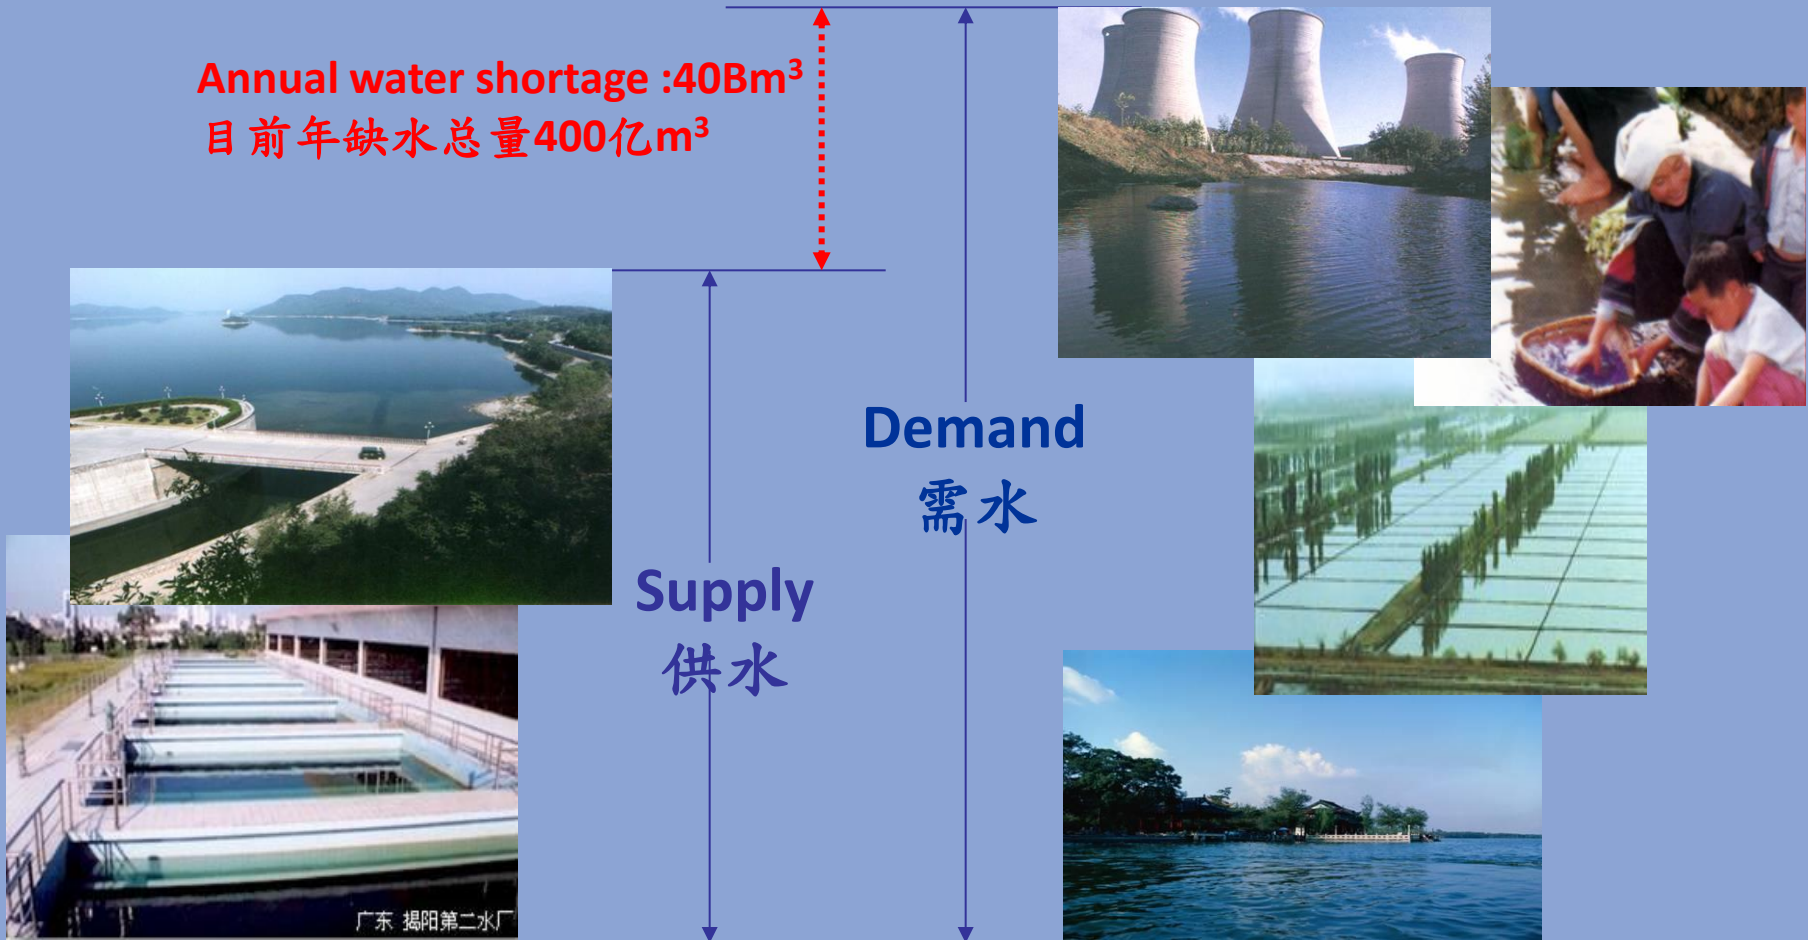 Annual water shortage :40Bm³
目前年缺水总量400亿m³
Demand
需水
Supply
供水
广东 揭阳第二水厂